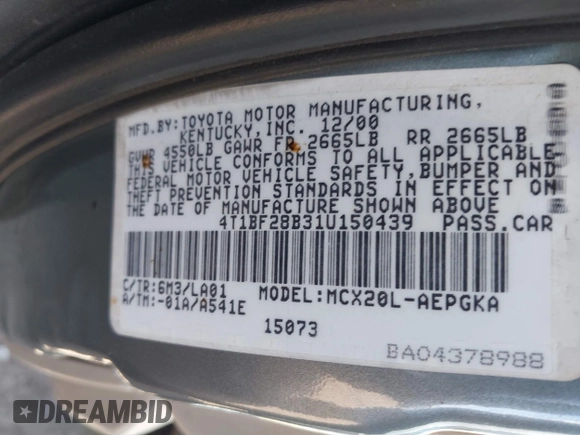 MFD.BY:TOYOTA MOTOR MANUFACTURING,
KENTUCKY,INC. 12/00
GVWR 4550LB GAWR FR 2665LB RR 2665LB
THIS VEHICLE CONFORMS TO ALL APPLICABLE
FEDERAL MOTOR VEHICLE SAFETY,BUMPER AND
THEFT PREVENTION STANDARDS IN EFFECT ON
THE DATE OF MANUFACTURE SHOWN ABOVE
4T1BF28B31U150439 PASS.CAR
C/TR:6M3/LA01 MODEL:MCX20L-AEPGKA
A/TM:-01A/A541E
15073
BA04378988
DREAMBID